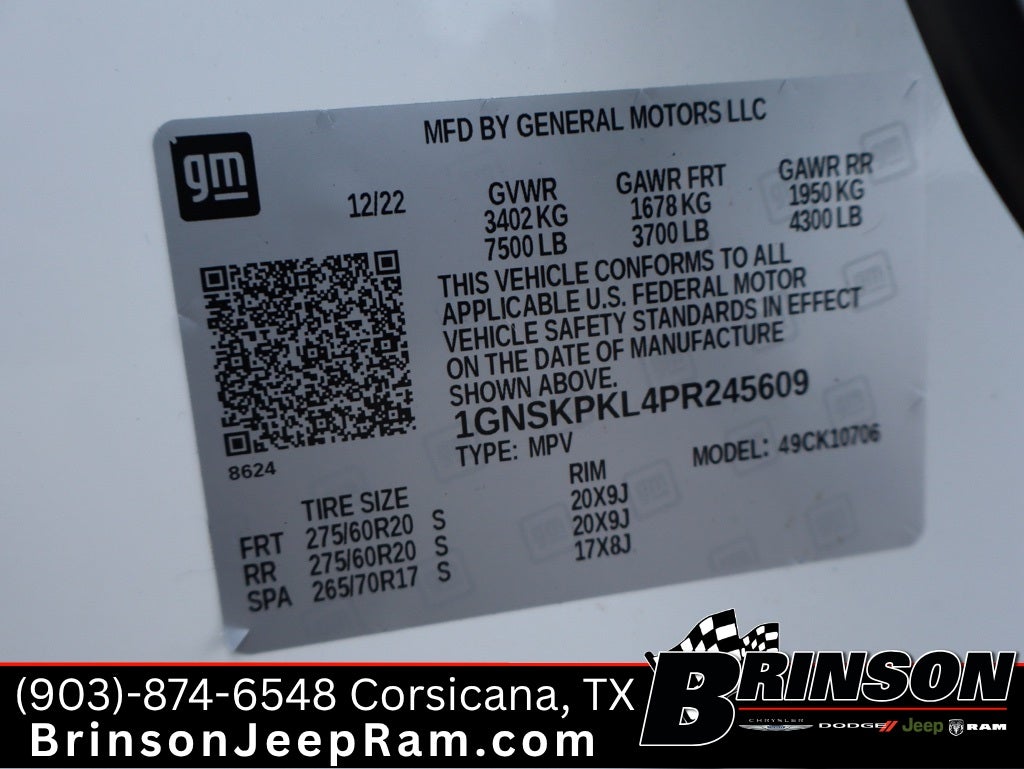 MFD BY GENERAL MOTORS LLC
gm
12/22
GVWR
3402 KG
7500 LB
GAWR FRT
1678 KG
3700 LB
GAWR RR
1950 KG
4300 LB
THIS VEHICLE CONFORMS TO ALL
APPLICABLE U.S. FEDERAL MOTOR
VEHICLE SAFETY STANDARDS IN EFFECT
ON THE DATE OF MANUFACTURE
SHOWN ABOVE.
1GNSKPKL4PR245609
TYPE: MPV MODEL: 49CK10706
8624
TIRE SIZE RIM
FRT 275/60R20 S 20X9J
RR 275/60R20 S 20X9J
SPA 265/70R17 S 17X8J
(903)-874-6548 Corsicana, TX
BrinsonJeepRam.com
BRINSON
CHRYSLER DODGE Jeep RAM